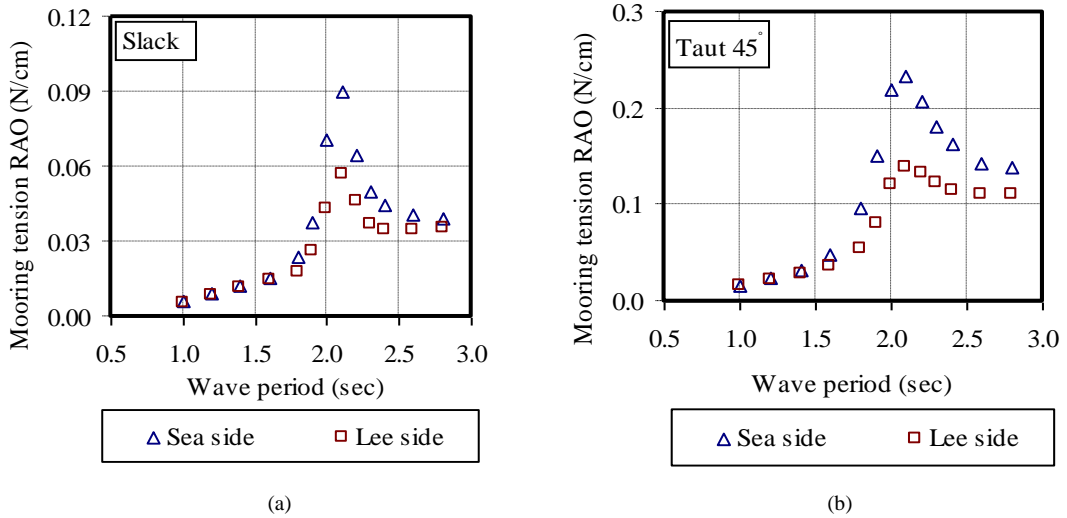 Slack
Mooring tension RAO (N/cm)
0.12
0.09
0.06
0.03
0.00
0.5 1.0 1.5 2.0 2.5 3.0
Wave period (sec)
Sea side Lee side
(a)
Taut 45°
Mooring tension RAO (N/cm)
0.3
0.2
0.1
0.0
0.5 1.0 1.5 2.0 2.5 3.0
Wave period (sec)
Sea side Lee side
(b)